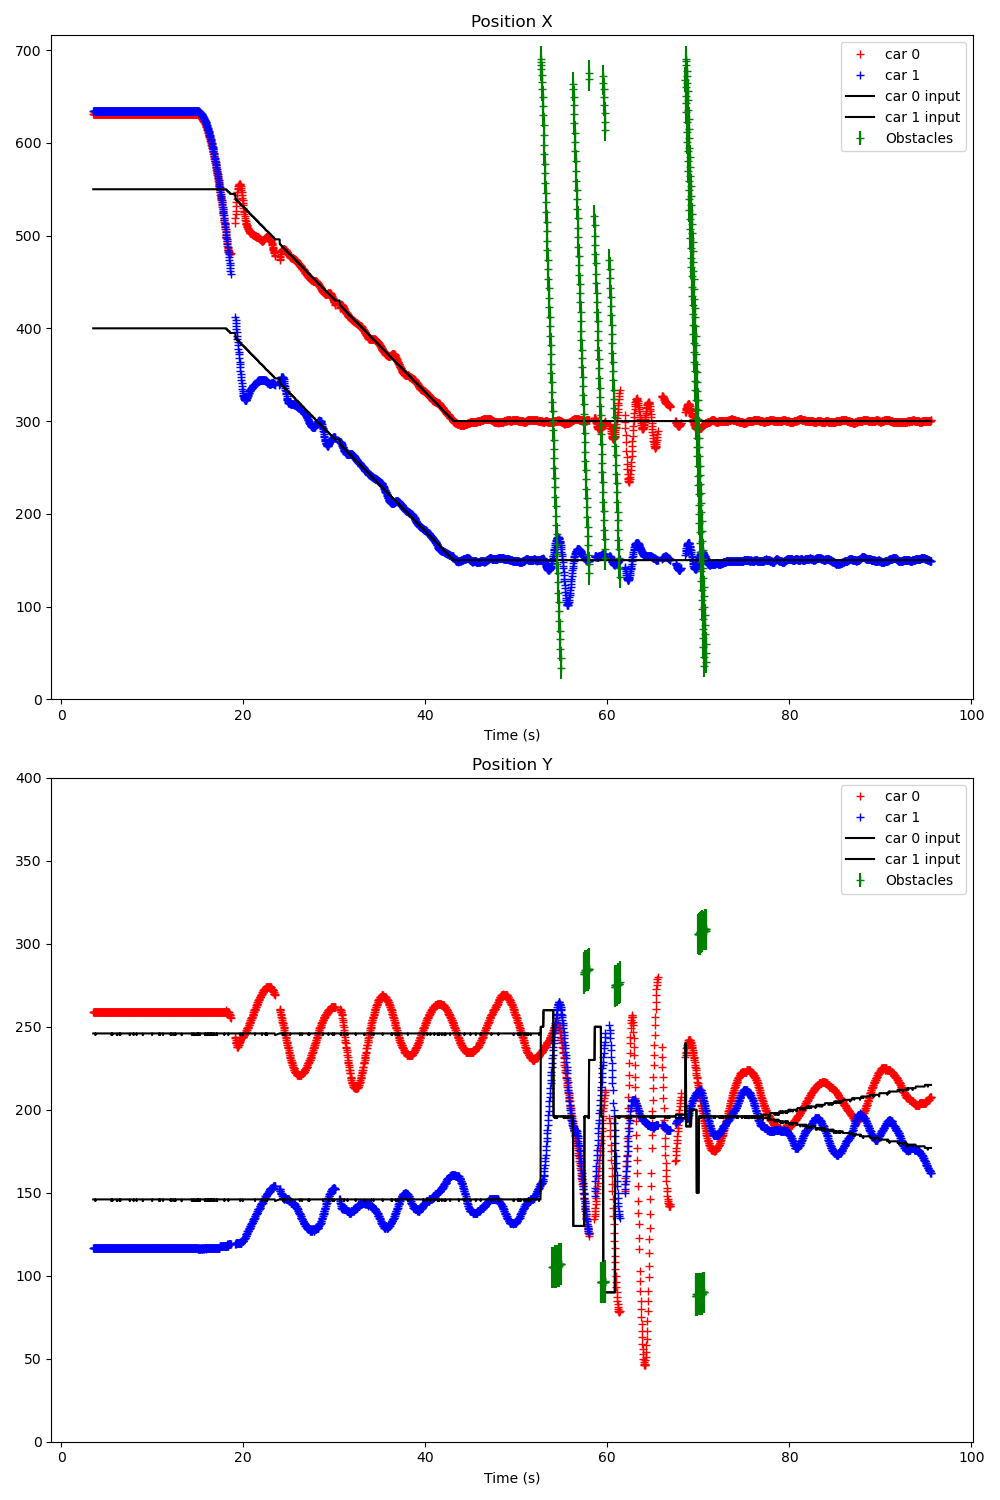 Position X
700
600
500
400
300
200
100
0
car 0
car 1
car 0 input
car 1 input
Obstacles
0 20 40 60 80 100
Time (s)
Position Y
400
350
300
250
200
150
100
50
0
car 0
car 1
car 0 input
car 1 input
Obstacles
0 20 40 60 80 100
Time (s)